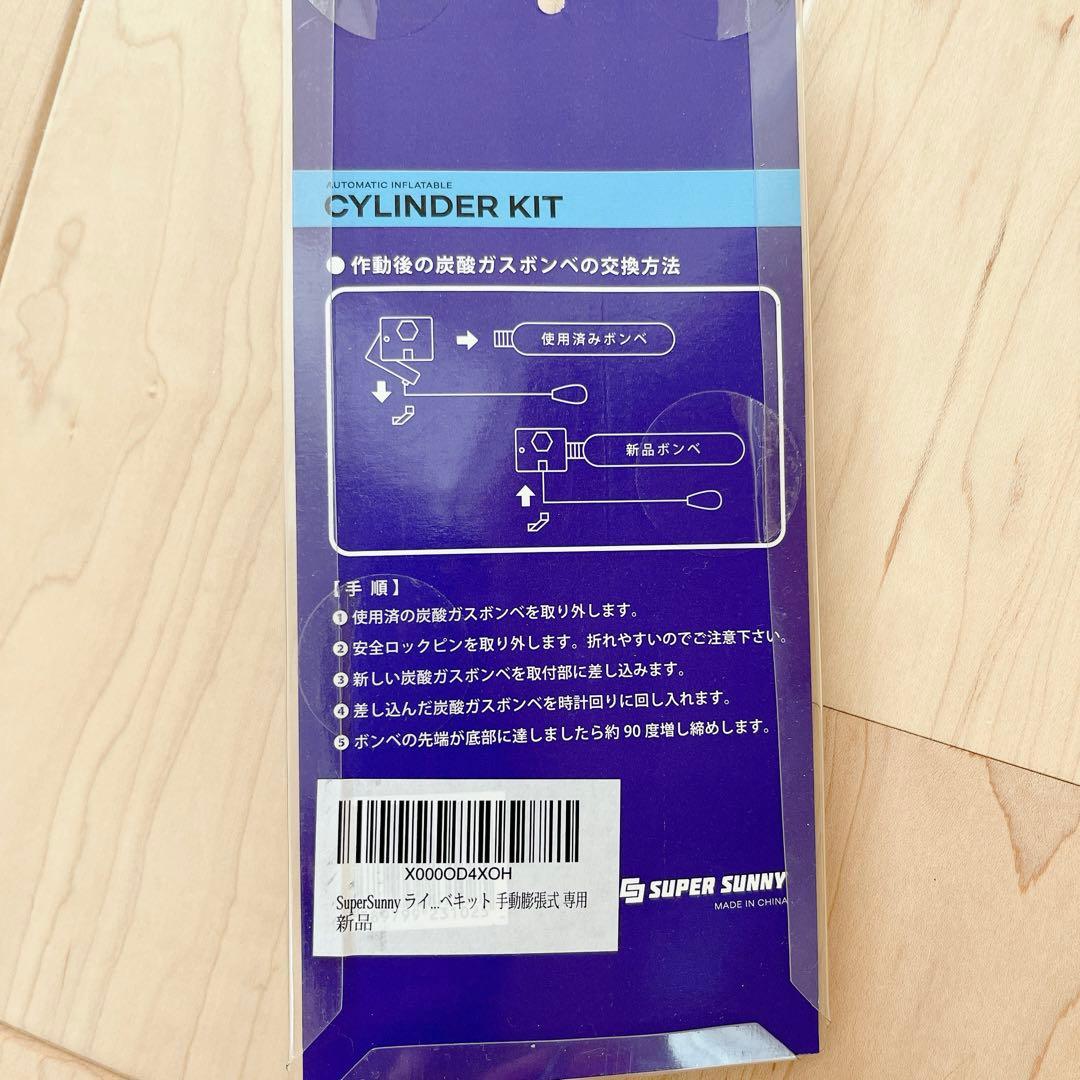 AUTOMATIC INFLATABLE
CYLINDER KIT
● 作動後の炭酸ガスボンベの交換方法
使用済みボンベ
新品ボンベ
【手 順】
❶ 使用済の炭酸ガスボンベを取り外します。
❷ 安全ロックピンを取り外します。折れやすいのでご注意下さい。
❸ 新しい炭酸ガスボンベを取付部に差し込みます。
❹ 差し込んだ炭酸ガスボンベを時計回りに回し入れます。
❺ ボンベの先端が底部に達しましたら約 90 度増し締めします。
X000OD4XOH
SuperSunny ライ...ベキット 手動膨張式 専用
新品
SUPER SUNNY
MADE IN CHINA